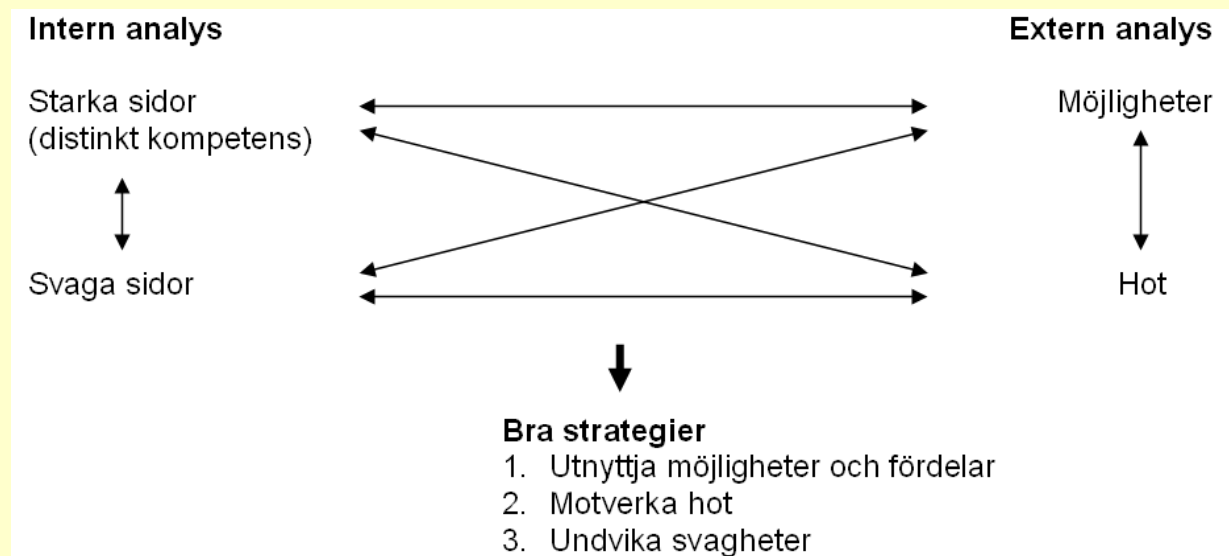 Intern analys
Extern analys
Starka sidor
(distinkt kompetens)
Möjligheter
Svaga sidor
Hot
Bra strategier
1. Utnyttja möjligheter och fördelar
2. Motverka hot
3. Undvika svagheter